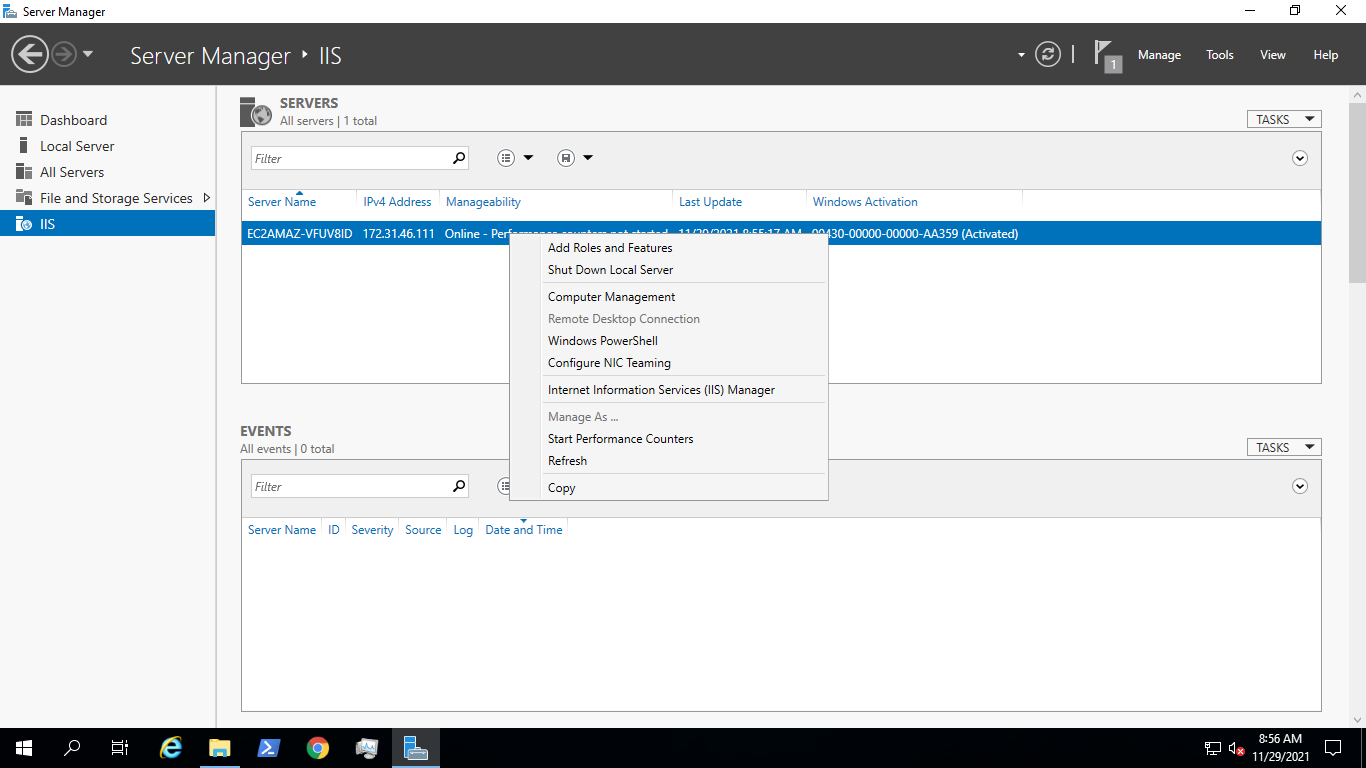 Server Manager
Server Manager IIS
1
Manage Tools View Help
Dashboard
Local Server
All Servers
File and Storage Services
IIS
SERVERS
All servers | 1 total
TASKS
Filter
Server Name IPv4 Address Manageability Last Update Windows Activation
EC2AMAZ-VFUV8ID 172.31.46.111 Online - Performance counters not started 11/29/2021 8:55:17 AM 00430-00000-00000-AA359 (Activated)
Add Roles and Features
Shut Down Local Server
Computer Management
Remote Desktop Connection
Windows PowerShell
Configure NIC Teaming
Internet Information Services (IIS) Manager
Manage As ...
Start Performance Counters
Refresh
Copy
EVENTS
All events | 0 total
TASKS
Filter
Server Name ID Severity Source Log Date and Time
8:56 AM
11/29/2021